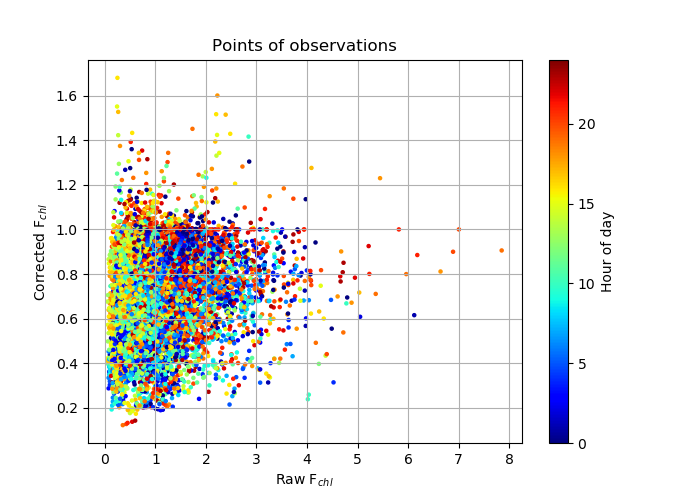 Points of observations
1.6
1.4
1.2
1.0
0.8
0.6
0.4
0.2
Corrected F_chl
0 1 2 3 4 5 6 7 8
Raw F_chl
20
15
10
5
0
Hour of day